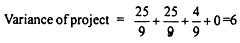 Variance of project = 25/9 + 25/9 + 4/9 + 0 = 6